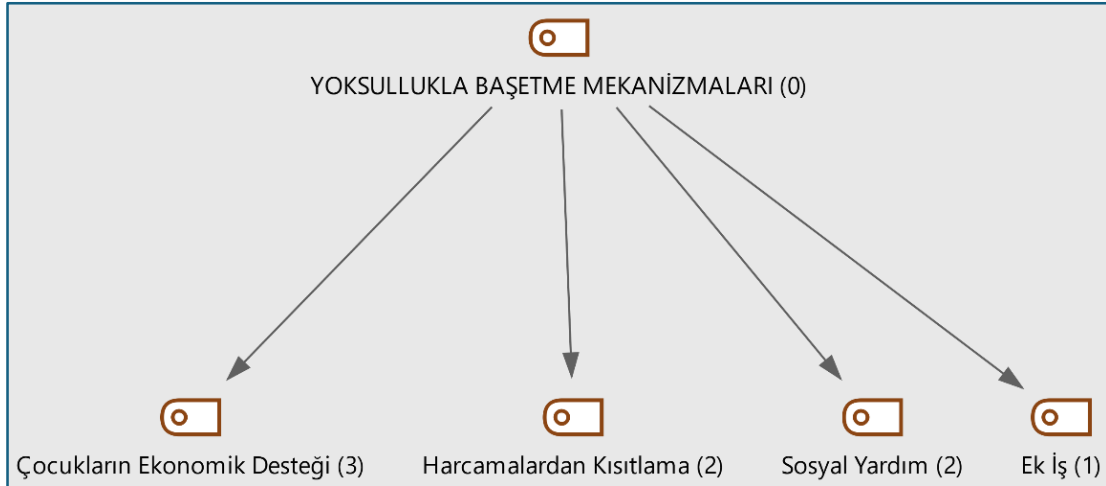 YOKSULLUKLA BAŞETME MEKANİZMALARI (0)
Çocukların Ekonomik Desteği (3)
Harcamalardan Kısıtlama (2)
Sosyal Yardım (2)
Ek İş (1)